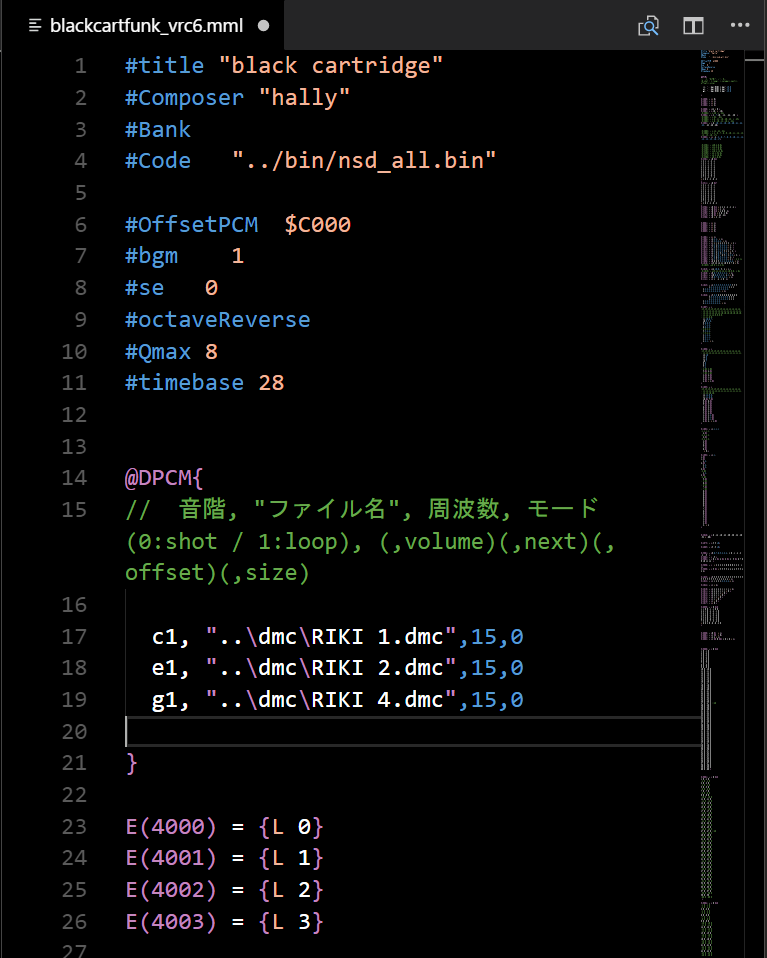 blackcartfunk_vrc6.mml
1 #title "black cartridge"
2 #Composer "hally"
3 #Bank
4 #Code "../bin/nsd_all.bin"
5
6 #OffsetPCM $C000
7 #bgm 1
8 #se 0
9 #octaveReverse
10 #Qmax 8
11 #timebase 28
12
13
14 @DPCM{
15 // 音階, "ファイル名", 周波数, モード
(0:shot / 1:loop), (,volume)(,next)(,
offset)(,size)
16
17 c1, "..\dmc\RIKI 1.dmc",15,0
18 e1, "..\dmc\RIKI 2.dmc",15,0
19 g1, "..\dmc\RIKI 4.dmc",15,0
20
21 }
22
23 E(4000) = {L 0}
24 E(4001) = {L 1}
25 E(4002) = {L 2}
26 E(4003) = {L 3}
27